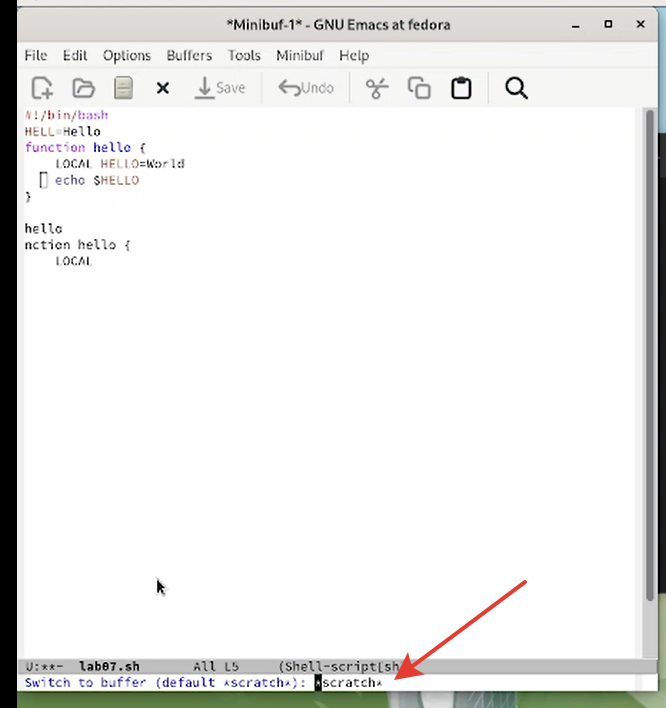 *Minibuf-1* - GNU Emacs at fedora
File Edit Options Buffers Tools Minibuf Help
Save Undo
#!/bin/bash
HELL=Hello
function hello {
LOCAL HELLO=World
echo $HELLO
}
hello
nction hello {
LOCAL
U:**- lab07.sh All L5 (Shell-script[sh
Switch to buffer (default *scratch*): *scratch*